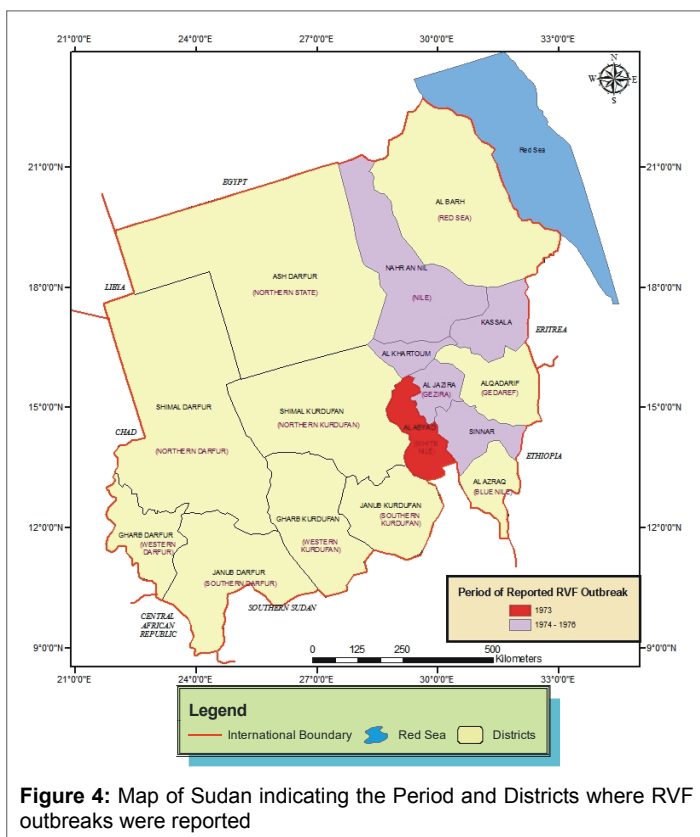 21°0'0"E 24°0'0"E 27°0'0"E 30°0'0"E 33°0'0"E
N
W E
S
21°0'0"N 21°0'0"N
Red Sea
EGYPT
AL BARH
(RED SEA)
NAHR AN NIL
ASH DARFUR
(NORTHERN STATE)
(NILE)
18°0'0"N 18°0'0"N
LIBYA
KASSALA
ERITREA
AL KHARTOUM
AL JAZIRA
(GEZIRA)
AL QADARIF
(GEDAREF)
15°0'0"N 15°0'0"N
SHIMAL DARFUR
SHIMAL KURDUFAN
(NORTHERN KURDUFAN)
AL ABYAD
(WHITE
NILE)
SINNAR
CHAD
(NORTHERN DARFUR)
ETHIOPIA
AL AZRAQ
(BLUE NILE)
JANUB KURDUFAN
(SOUTHERN
KURDUFAN)
GHARB KURDUFAN
(WESTERN
KURDUFAN)
12°0'0"N 12°0'0"N
GHARB DARFUR
(WESTERN
DARFUR)
JANUB DARFUR
(SOUTHERN DARFUR)
SOUTHERN SUDAN
CENTRAL
AFRICAN
REPUBLIC
Period of Reported RVF Outbreak
1973
1974 - 1976
9°0'0"N 9°0'0"N
0 125 250 500
Kilometers
21°0'0"E 24°0'0"E 27°0'0"E 30°0'0"E 33°0'0"E
Legend
International Boundary Red Sea Districts
Figure 4: Map of Sudan indicating the Period and Districts where RVF
outbreaks were reported